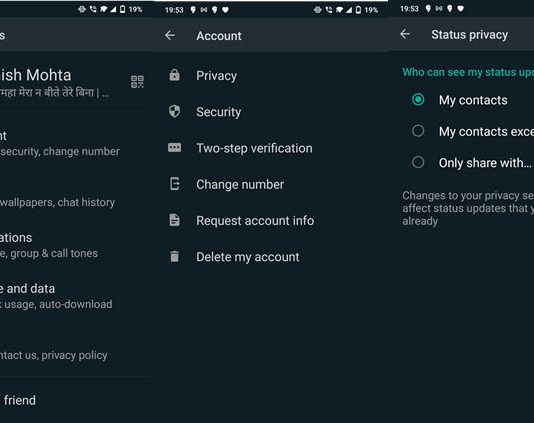 19%
s
ish Mohta
महा मेरा न बीते तेरे बिना | ...
nt
security, change number
wallpapers, chat history
ations
e, group & call tones
e and data
k usage, auto-download
ntact us, privacy policy
friend
19:53
19%
Account
Privacy
Security
Two-step verification
Change number
Request account info
Delete my account
19:53
Status privacy
Who can see my status upd
My contacts
My contacts exce
Only share with...
Changes to your privacy se
affect status updates that y
already